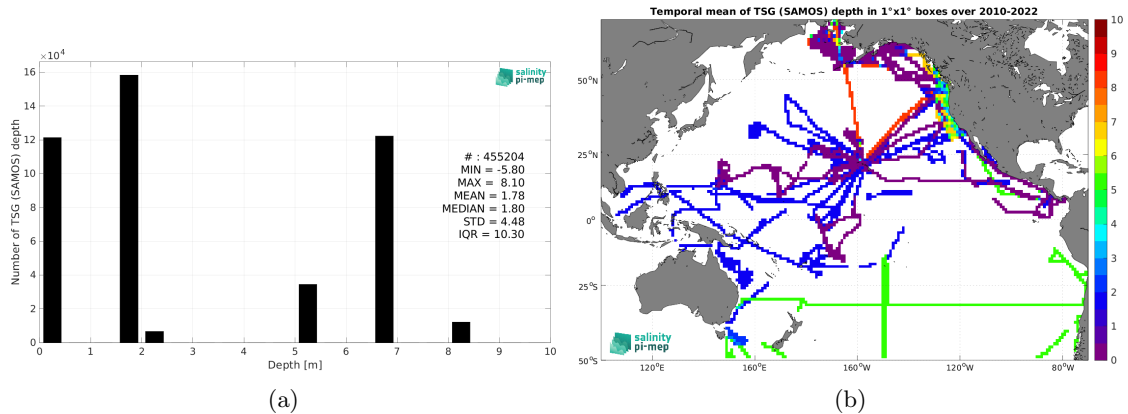 ×10⁴
16
14
12
10
8
6
4
2
0
Number of TSG (SAMOS) depth
0 1 2 3 4 5 6 7 8 9 10
Depth [m]
salinity
pi-mep
# : 455204
MIN = -5.80
MAX = 8.10
MEAN = 1.78
MEDIAN = 1.80
STD = 4.48
IQR = 10.30
(a)
Temporal mean of TSG (SAMOS) depth in 1°x1° boxes over 2010-2022
50°N
25°N
0°
25°S
50°S
120°E 160°E 160°W 120°W 80°W
salinity
pi-mep
10
9
8
7
6
5
4
3
2
1
0
(b)